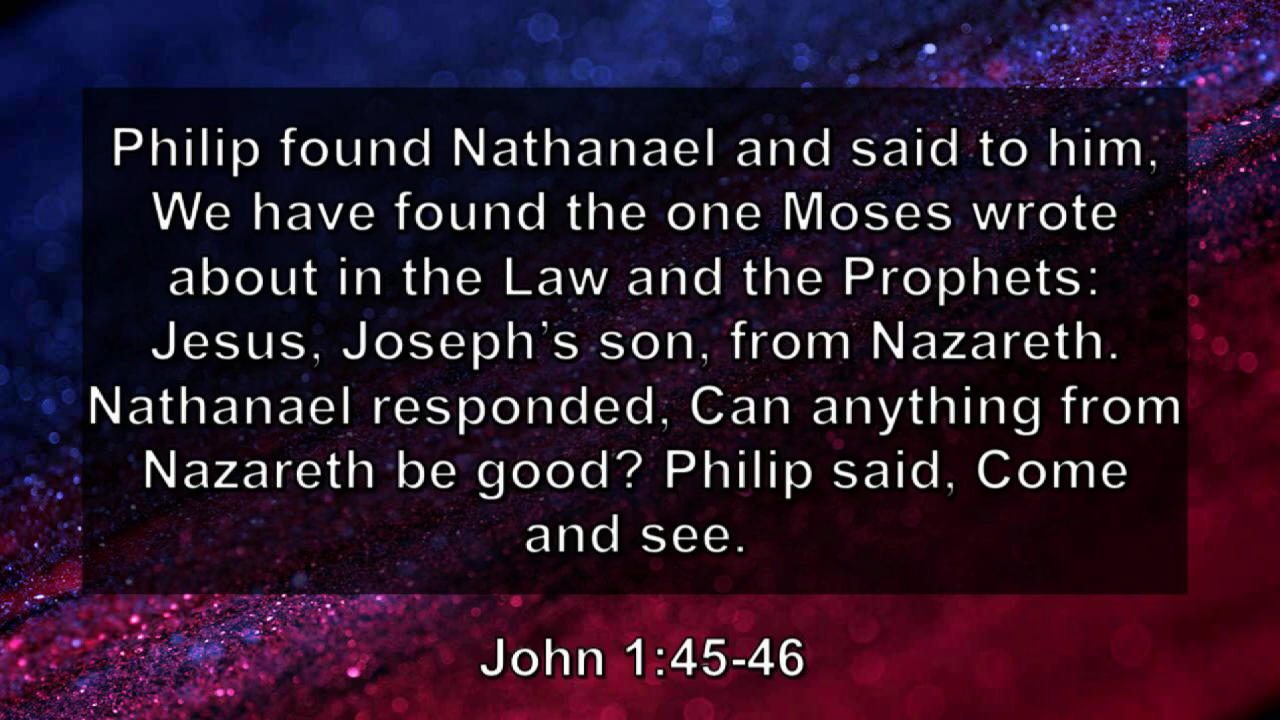 Philip found Nathanael and said to him,
We have found the one Moses wrote
about in the Law and the Prophets:
Jesus, Joseph’s son, from Nazareth.
Nathanael responded, Can anything from
Nazareth be good? Philip said, Come
and see.
John 1:45-46